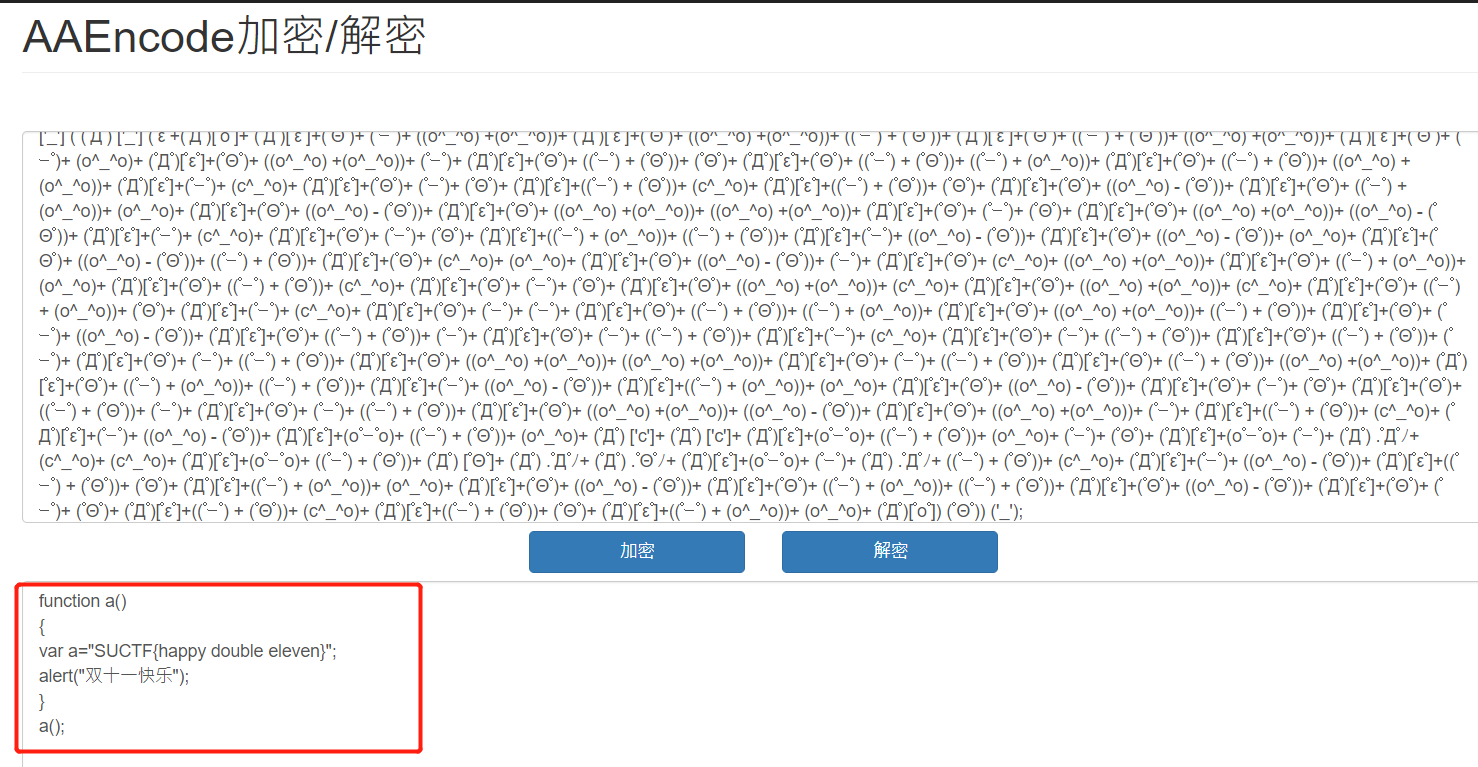 AAEncode加密/解密
['_'] ( (ﾟДﾟ) ['_'] (ﾟεﾟ+(ﾟДﾟ)[ﾟoﾟ]+ (ﾟДﾟ)[ﾟεﾟ]+(ﾟΘﾟ)+ (ﾟｰﾟ)+ ((o^_^o) +(o^_^o))+ (ﾟДﾟ)[ﾟεﾟ]+(ﾟΘﾟ)+ ((o^_^o) +(o^_^o))+ ((ﾟｰﾟ) + (ﾟΘﾟ))+ (ﾟДﾟ)[ﾟεﾟ]+(ﾟΘﾟ)+ ((ﾟｰﾟ) + (ﾟΘﾟ))+ ((o^_^o) +(o^_^o))+ (ﾟДﾟ)[ﾟεﾟ]+(ﾟΘﾟ)+ (ﾟ
ｰﾟ)+ (o^_^o)+ (ﾟДﾟ)[ﾟεﾟ]+(ﾟΘﾟ)+ ((o^_^o) +(o^_^o))+ (ﾟｰﾟ)+ (ﾟДﾟ)[ﾟεﾟ]+(ﾟΘﾟ)+ ((ﾟｰﾟ) + (ﾟΘﾟ))+ (ﾟΘﾟ)+ (ﾟДﾟ)[ﾟεﾟ]+(ﾟΘﾟ)+ ((ﾟｰﾟ) + (ﾟΘﾟ))+ ((ﾟｰﾟ) + (o^_^o))+ (ﾟДﾟ)[ﾟεﾟ]+(ﾟΘﾟ)+ ((ﾟｰﾟ) + (ﾟΘﾟ))+ ((o^_^o) +
(o^_^o))+ (ﾟДﾟ)[ﾟεﾟ]+(ﾟｰﾟ)+ (c^_^o)+ (ﾟДﾟ)[ﾟεﾟ]+(ﾟΘﾟ)+ (ﾟｰﾟ)+ (ﾟΘﾟ)+ (ﾟДﾟ)[ﾟεﾟ]+((ﾟｰﾟ) + (ﾟΘﾟ))+ (c^_^o)+ (ﾟДﾟ)[ﾟεﾟ]+((ﾟｰﾟ) + (ﾟΘﾟ))+ (ﾟΘﾟ)+ (ﾟДﾟ)[ﾟεﾟ]+(ﾟΘﾟ)+ ((o^_^o) - (ﾟΘﾟ))+ (ﾟДﾟ)[ﾟεﾟ]+(ﾟΘﾟ)+ ((ﾟｰﾟ) +
(o^_^o))+ (o^_^o)+ (ﾟДﾟ)[ﾟεﾟ]+(ﾟΘﾟ)+ ((o^_^o) - (ﾟΘﾟ))+ (ﾟДﾟ)[ﾟεﾟ]+(ﾟΘﾟ)+ ((o^_^o) +(o^_^o))+ ((o^_^o) +(o^_^o))+ (ﾟДﾟ)[ﾟεﾟ]+(ﾟΘﾟ)+ (ﾟｰﾟ)+ (ﾟΘﾟ)+ (ﾟДﾟ)[ﾟεﾟ]+(ﾟΘﾟ)+ ((o^_^o) +(o^_^o))+ ((o^_^o) - (ﾟ
Θﾟ))+ (ﾟДﾟ)[ﾟεﾟ]+(ﾟｰﾟ)+ (c^_^o)+ (ﾟДﾟ)[ﾟεﾟ]+(ﾟΘﾟ)+ (ﾟｰﾟ)+ (ﾟΘﾟ)+ (ﾟДﾟ)[ﾟεﾟ]+((ﾟｰﾟ) + (o^_^o))+ ((ﾟｰﾟ) + (ﾟΘﾟ))+ (ﾟДﾟ)[ﾟεﾟ]+(ﾟｰﾟ)+ ((o^_^o) - (ﾟΘﾟ))+ (ﾟДﾟ)[ﾟεﾟ]+(ﾟΘﾟ)+ ((o^_^o) - (ﾟΘﾟ))+ (o^_^o)+ (ﾟДﾟ)[ﾟεﾟ]+(ﾟ
Θﾟ)+ ((o^_^o) - (ﾟΘﾟ))+ ((ﾟｰﾟ) + (ﾟΘﾟ))+ (ﾟДﾟ)[ﾟεﾟ]+(ﾟΘﾟ)+ (c^_^o)+ (o^_^o)+ (ﾟДﾟ)[ﾟεﾟ]+(ﾟΘﾟ)+ ((o^_^o) - (ﾟΘﾟ))+ (ﾟｰﾟ)+ (ﾟДﾟ)[ﾟεﾟ]+(ﾟΘﾟ)+ (c^_^o)+ ((o^_^o) +(o^_^o))+ (ﾟДﾟ)[ﾟεﾟ]+(ﾟΘﾟ)+ ((ﾟｰﾟ) + (o^_^o))+
(o^_^o)+ (ﾟДﾟ)[ﾟεﾟ]+(ﾟΘﾟ)+ ((ﾟｰﾟ) + (ﾟΘﾟ))+ (c^_^o)+ (ﾟДﾟ)[ﾟεﾟ]+(ﾟΘﾟ)+ (ﾟｰﾟ)+ (ﾟΘﾟ)+ (ﾟДﾟ)[ﾟεﾟ]+(ﾟΘﾟ)+ ((o^_^o) +(o^_^o))+ (c^_^o)+ (ﾟДﾟ)[ﾟεﾟ]+(ﾟΘﾟ)+ ((o^_^o) +(o^_^o))+ (c^_^o)+ (ﾟДﾟ)[ﾟεﾟ]+(ﾟΘﾟ)+ ((ﾟｰﾟ)
+ (o^_^o))+ (ﾟΘﾟ)+ (ﾟДﾟ)[ﾟεﾟ]+(ﾟｰﾟ)+ (c^_^o)+ (ﾟДﾟ)[ﾟεﾟ]+(ﾟΘﾟ)+ (ﾟｰﾟ)+ (ﾟｰﾟ)+ (ﾟДﾟ)[ﾟεﾟ]+(ﾟΘﾟ)+ ((ﾟｰﾟ) + (ﾟΘﾟ))+ ((ﾟｰﾟ) + (o^_^o))+ (ﾟДﾟ)[ﾟεﾟ]+(ﾟΘﾟ)+ ((o^_^o) +(o^_^o))+ ((ﾟｰﾟ) + (ﾟΘﾟ))+ (ﾟДﾟ)[ﾟεﾟ]+(ﾟΘﾟ)+ (ﾟ
ｰﾟ)+ ((o^_^o) - (ﾟΘﾟ))+ (ﾟДﾟ)[ﾟεﾟ]+(ﾟΘﾟ)+ ((ﾟｰﾟ) + (ﾟΘﾟ))+ (ﾟｰﾟ)+ (ﾟДﾟ)[ﾟεﾟ]+(ﾟΘﾟ)+ (ﾟｰﾟ)+ ((ﾟｰﾟ) + (ﾟΘﾟ))+ (ﾟДﾟ)[ﾟεﾟ]+(ﾟｰﾟ)+ (c^_^o)+ (ﾟДﾟ)[ﾟεﾟ]+(ﾟΘﾟ)+ (ﾟｰﾟ)+ ((ﾟｰﾟ) + (ﾟΘﾟ))+ (ﾟДﾟ)[ﾟεﾟ]+(ﾟΘﾟ)+ ((ﾟｰﾟ) + (ﾟΘﾟ))+ (ﾟ
ｰﾟ)+ (ﾟДﾟ)[ﾟεﾟ]+(ﾟΘﾟ)+ (ﾟｰﾟ)+ ((ﾟｰﾟ) + (ﾟΘﾟ))+ (ﾟДﾟ)[ﾟεﾟ]+(ﾟΘﾟ)+ ((o^_^o) +(o^_^o))+ ((o^_^o) +(o^_^o))+ (ﾟДﾟ)[ﾟεﾟ]+(ﾟΘﾟ)+ (ﾟｰﾟ)+ ((ﾟｰﾟ) + (ﾟΘﾟ))+ (ﾟДﾟ)[ﾟεﾟ]+(ﾟΘﾟ)+ ((ﾟｰﾟ) + (ﾟΘﾟ))+ ((o^_^o) +(o^_^o))+ (ﾟДﾟ)
[ﾟεﾟ]+(ﾟΘﾟ)+ ((ﾟｰﾟ) + (o^_^o))+ ((ﾟｰﾟ) + (ﾟΘﾟ))+ (ﾟДﾟ)[ﾟεﾟ]+(ﾟｰﾟ)+ ((o^_^o) - (ﾟΘﾟ))+ (ﾟДﾟ)[ﾟεﾟ]+((ﾟｰﾟ) + (o^_^o))+ (o^_^o)+ (ﾟДﾟ)[ﾟεﾟ]+(ﾟΘﾟ)+ ((o^_^o) - (ﾟΘﾟ))+ (ﾟДﾟ)[ﾟεﾟ]+(ﾟΘﾟ)+ (ﾟｰﾟ)+ (ﾟΘﾟ)+ (ﾟДﾟ)[ﾟεﾟ]+(ﾟΘﾟ)+
((ﾟｰﾟ) + (ﾟΘﾟ))+ (ﾟｰﾟ)+ (ﾟДﾟ)[ﾟεﾟ]+(ﾟΘﾟ)+ (ﾟｰﾟ)+ ((ﾟｰﾟ) + (ﾟΘﾟ))+ (ﾟДﾟ)[ﾟεﾟ]+(ﾟΘﾟ)+ ((o^_^o) +(o^_^o))+ ((o^_^o) - (ﾟΘﾟ))+ (ﾟДﾟ)[ﾟεﾟ]+(ﾟΘﾟ)+ ((o^_^o) +(o^_^o))+ (ﾟｰﾟ)+ (ﾟДﾟ)[ﾟεﾟ]+((ﾟｰﾟ) + (ﾟΘﾟ))+ (c^_^o)+ (ﾟ
Дﾟ)[ﾟεﾟ]+(ﾟｰﾟ)+ ((o^_^o) - (ﾟΘﾟ))+ (ﾟДﾟ)[ﾟεﾟ]+(oﾟｰﾟo)+ ((ﾟｰﾟ) + (ﾟΘﾟ))+ (o^_^o)+ (ﾟДﾟ) ['c']+ (ﾟДﾟ) ['c']+ (ﾟДﾟ)[ﾟεﾟ]+(oﾟｰﾟo)+ ((ﾟｰﾟ) + (ﾟΘﾟ))+ (o^_^o)+ (ﾟｰﾟ)+ (ﾟΘﾟ)+ (ﾟДﾟ)[ﾟεﾟ]+(oﾟｰﾟo)+ (ﾟｰﾟ)+ (ﾟДﾟ) .ﾟДﾟﾉ+
(c^_^o)+ (c^_^o)+ (ﾟДﾟ)[ﾟεﾟ]+(oﾟｰﾟo)+ ((ﾟｰﾟ) + (ﾟΘﾟ))+ (ﾟДﾟ) [ﾟΘﾟ]+ (ﾟДﾟ) .ﾟДﾟﾉ+ (ﾟДﾟ) .ﾟΘﾟﾉ+ (ﾟДﾟ)[ﾟεﾟ]+(oﾟｰﾟo)+ (ﾟｰﾟ)+ (ﾟДﾟ) .ﾟДﾟﾉ+ ((ﾟｰﾟ) + (ﾟΘﾟ))+ (c^_^o)+ (ﾟДﾟ)[ﾟεﾟ]+(ﾟｰﾟ)+ ((o^_^o) - (ﾟΘﾟ))+ (ﾟДﾟ)[ﾟεﾟ]+((ﾟ
ｰﾟ) + (ﾟΘﾟ))+ (ﾟΘﾟ)+ (ﾟДﾟ)[ﾟεﾟ]+((ﾟｰﾟ) + (o^_^o))+ (o^_^o)+ (ﾟДﾟ)[ﾟεﾟ]+(ﾟΘﾟ)+ ((o^_^o) - (ﾟΘﾟ))+ (ﾟДﾟ)[ﾟεﾟ]+(ﾟΘﾟ)+ ((ﾟｰﾟ) + (o^_^o))+ ((ﾟｰﾟ) + (ﾟΘﾟ))+ (ﾟДﾟ)[ﾟεﾟ]+(ﾟΘﾟ)+ ((o^_^o) - (ﾟΘﾟ))+ (ﾟДﾟ)[ﾟεﾟ]+(ﾟΘﾟ)+ (ﾟ
ｰﾟ)+ (ﾟΘﾟ)+ (ﾟДﾟ)[ﾟεﾟ]+((ﾟｰﾟ) + (ﾟΘﾟ))+ (c^_^o)+ (ﾟДﾟ)[ﾟεﾟ]+((ﾟｰﾟ) + (ﾟΘﾟ))+ (ﾟΘﾟ)+ (ﾟДﾟ)[ﾟεﾟ]+((ﾟｰﾟ) + (o^_^o))+ (o^_^o)+ (ﾟДﾟ)[ﾟoﾟ]) (ﾟΘﾟ)) ('_');
加密
解密
function a()
{
var a="SUCTF{happy double eleven}";
alert("双十一快乐");
}
a();